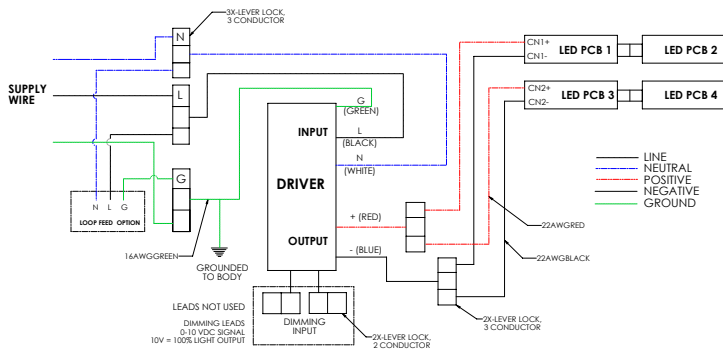 3X-LEVER LOCK,
3 CONDUCTOR
N
SUPPLY
WIRE
L
G
N L G
LOOP FEED OPTION
16AWGGREEN
GROUNDED
TO BODY
G
(GREEN)
INPUT
L
(BLACK)
N
(WHITE)
DRIVER
+ (RED)
OUTPUT
- (BLUE)
LEADS NOT USED
DIMMING LEADS
0-10 VDC SIGNAL
10V = 100% LIGHT OUTPUT
DIMMING
INPUT
2X-LEVER LOCK,
2 CONDUCTOR
2X-LEVER LOCK,
3 CONDUCTOR
CN1+
CN1-
LED PCB 1
LED PCB 2
CN2+
CN2-
LED PCB 3
LED PCB 4
LINE
NEUTRAL
POSITIVE
NEGATIVE
GROUND
22AWGRED
22AWGBLACK